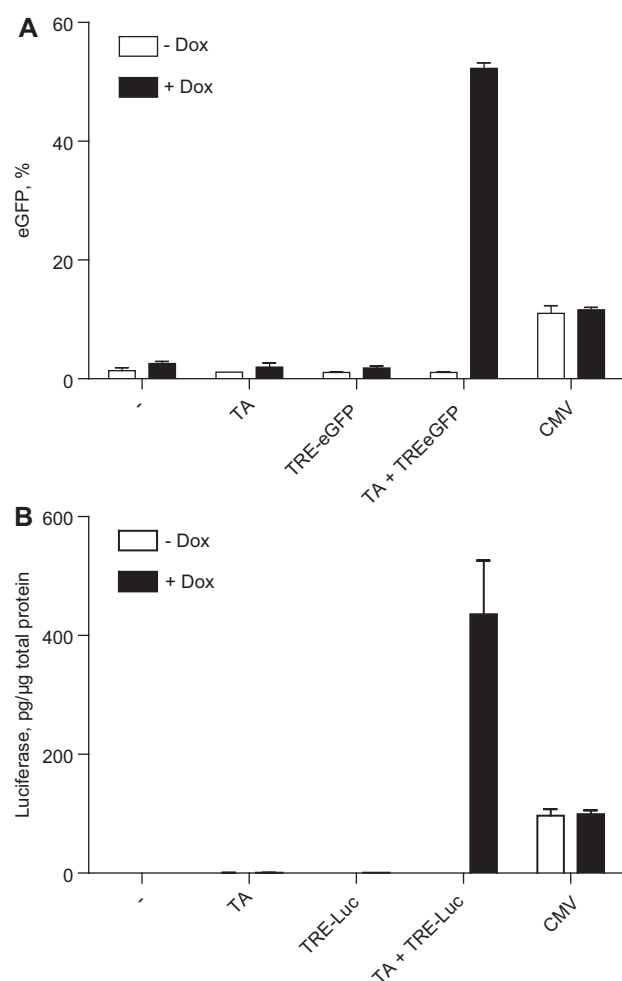 A
60
- Dox
+ Dox
40
eGFP, %
20
0
-
TA
TRE-eGFP
TA + TREeGFP
CMV
B
600
- Dox
+ Dox
400
Luciferase, pg/µg total protein
200
0
-
TA
TRE-Luc
TA + TRE-Luc
CMV